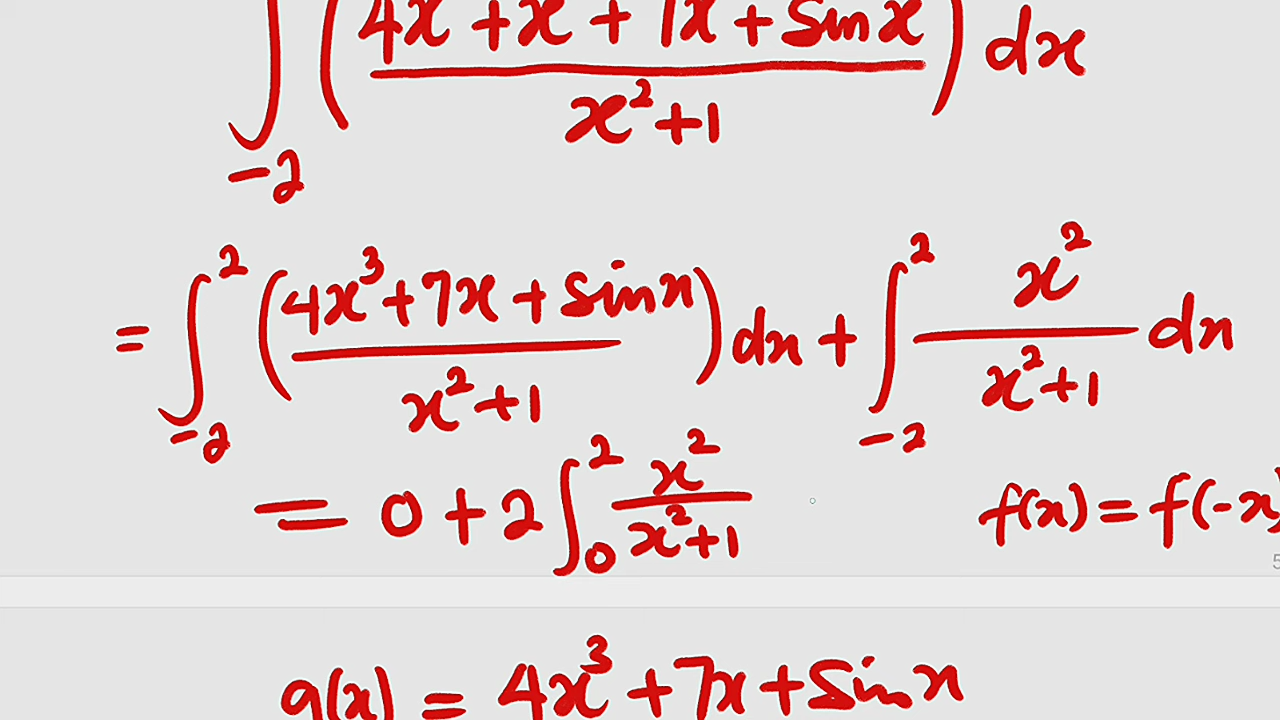 ∫₋₂ (4x + x + 7x + sin x / x² + 1) dx
= ∫₋₂² (4x³ + 7x + sin x / x² + 1) dx + ∫₋₂² x² / x² + 1 dx
= 0 + 2 ∫₀² x² / x² + 1 f(x) = f(-x)
5
g(x) = 4x³ + 7x + sin x